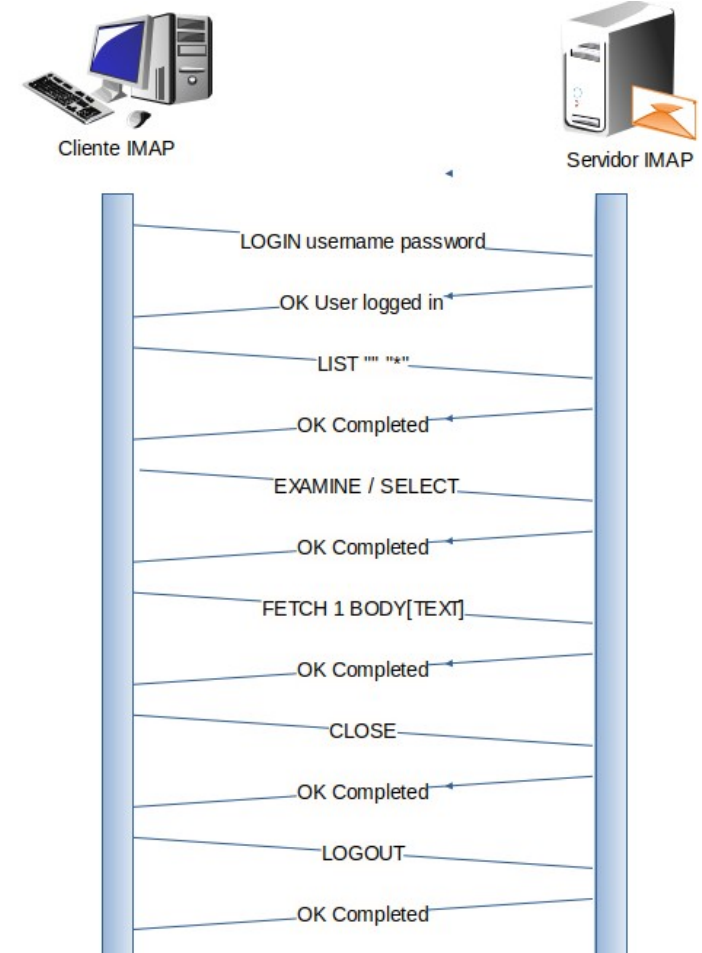 Cliente IMAP
Servidor IMAP
LOGIN username password
OK User logged in
LIST "" "*"
OK Completed
EXAMINE / SELECT
OK Completed
FETCH 1 BODY[TEXT]
OK Completed
CLOSE
OK Completed
LOGOUT
OK Completed